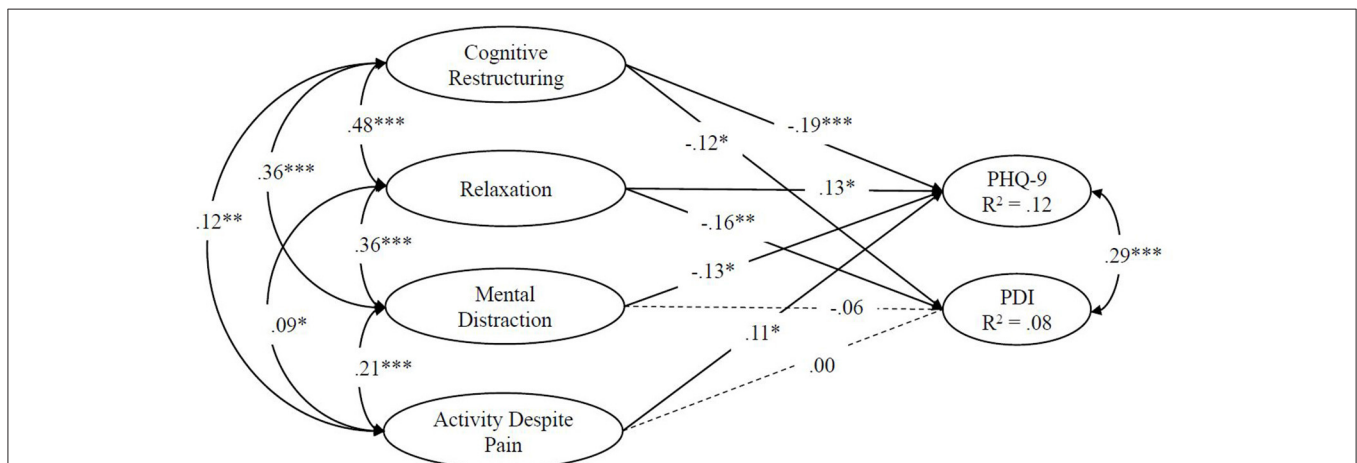 Cognitive
Restructuring
.48***
-.19***
-.12*
.36***
Relaxation
.13*
PHQ-9
R² = .12
.12**
-.16**
.36***
-.13*
.29***
Mental
Distraction
-.06
PDI
R² = .08
.09*
.11*
.21***
.00
Activity Despite
Pain